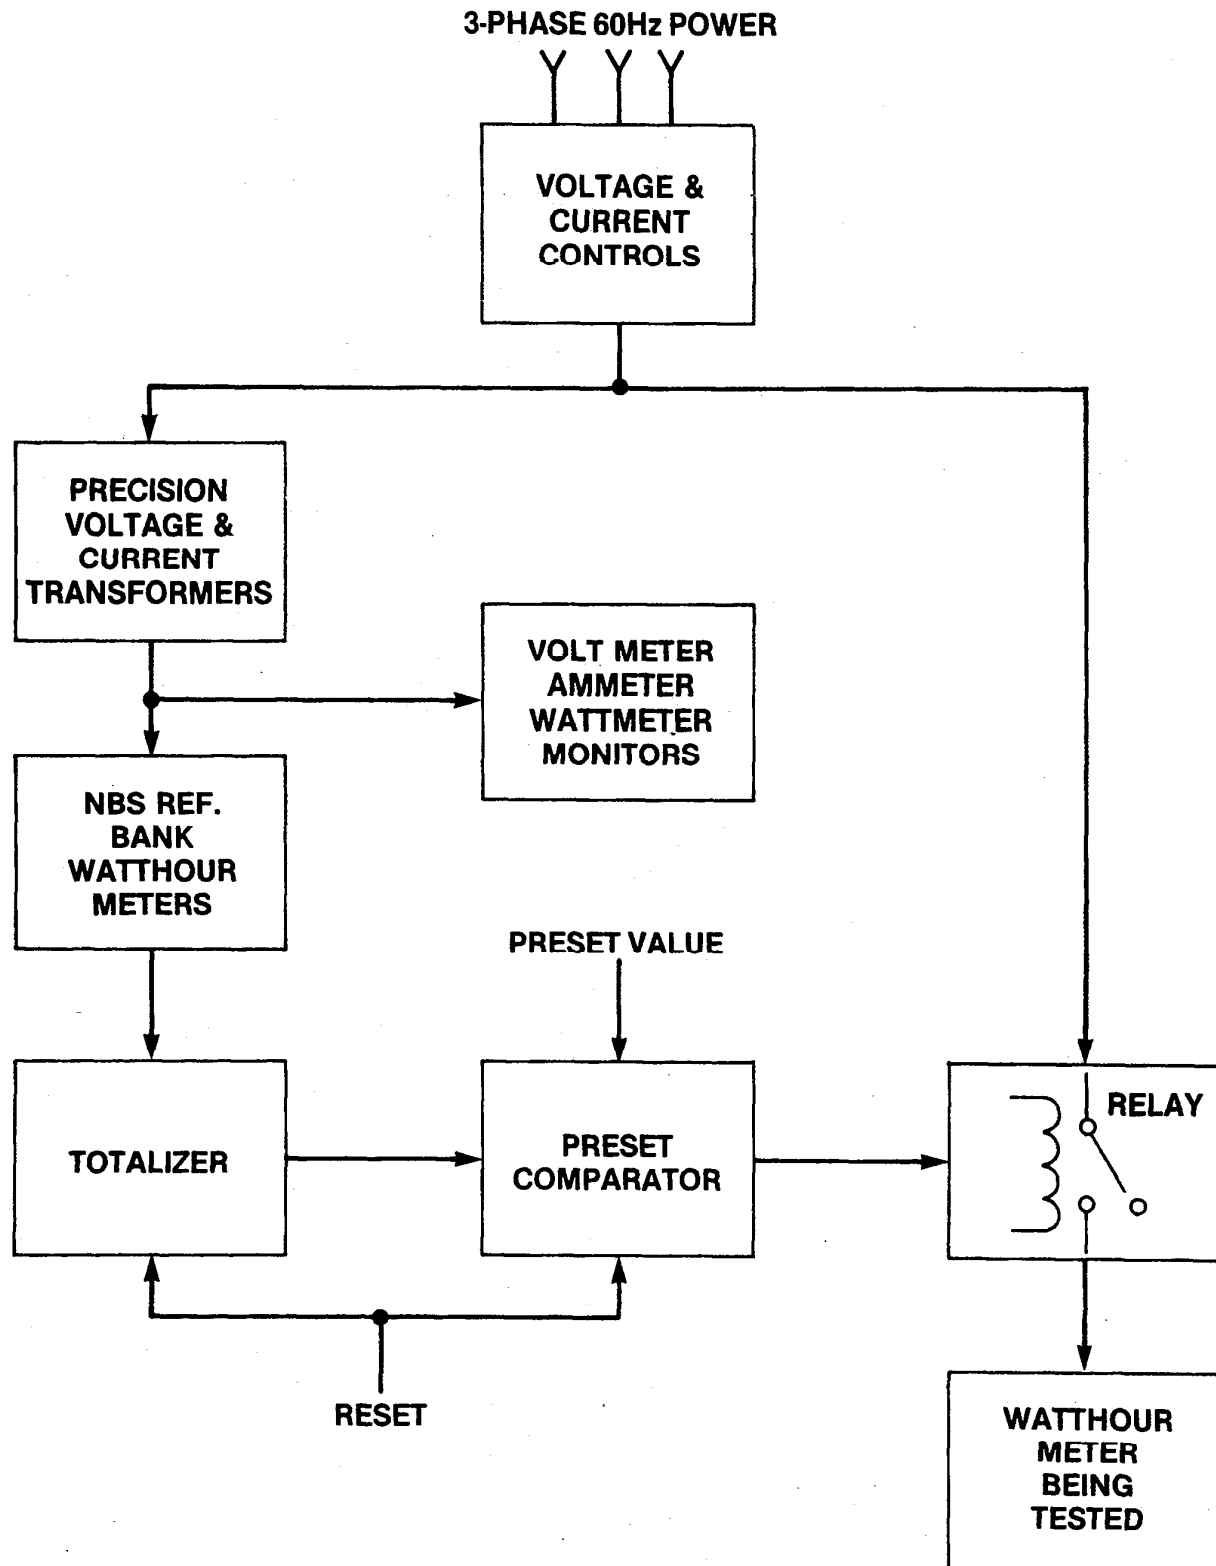 3-PHASE 60Hz POWER
VOLTAGE &
CURRENT
CONTROLS
PRECISION
VOLTAGE &
CURRENT
TRANSFORMERS
VOLT METER
AMMETER
WATTMETER
MONITORS
NBS REF.
BANK
WATTHOUR
METERS
PRESET VALUE
TOTALIZER
PRESET
COMPARATOR
RELAY
RESET
WATTHOUR
METER
BEING
TESTED